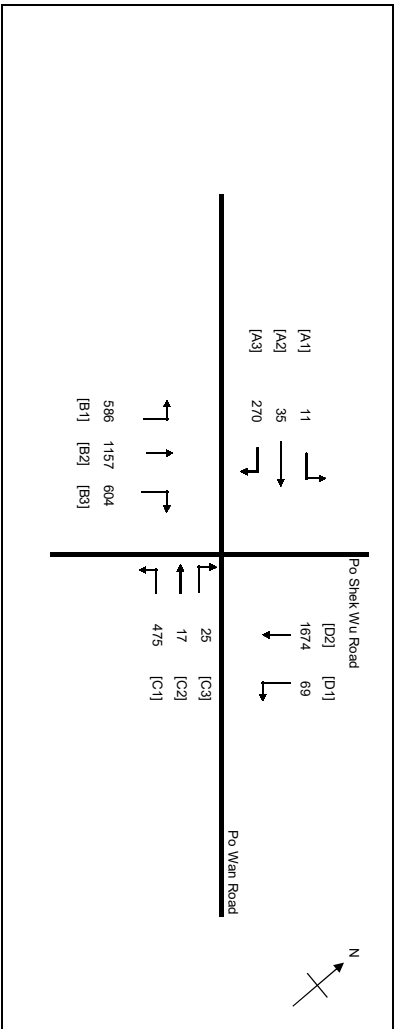 Po Shek Wu Road
N
[D2] [D1]
[A1] 11
1674 69
[A2] 35
[A3] 270
Po Wan Road
25 [C3]
17 [C2]
475 [C1]
586 1157 604
[B1] [B2] [B3]